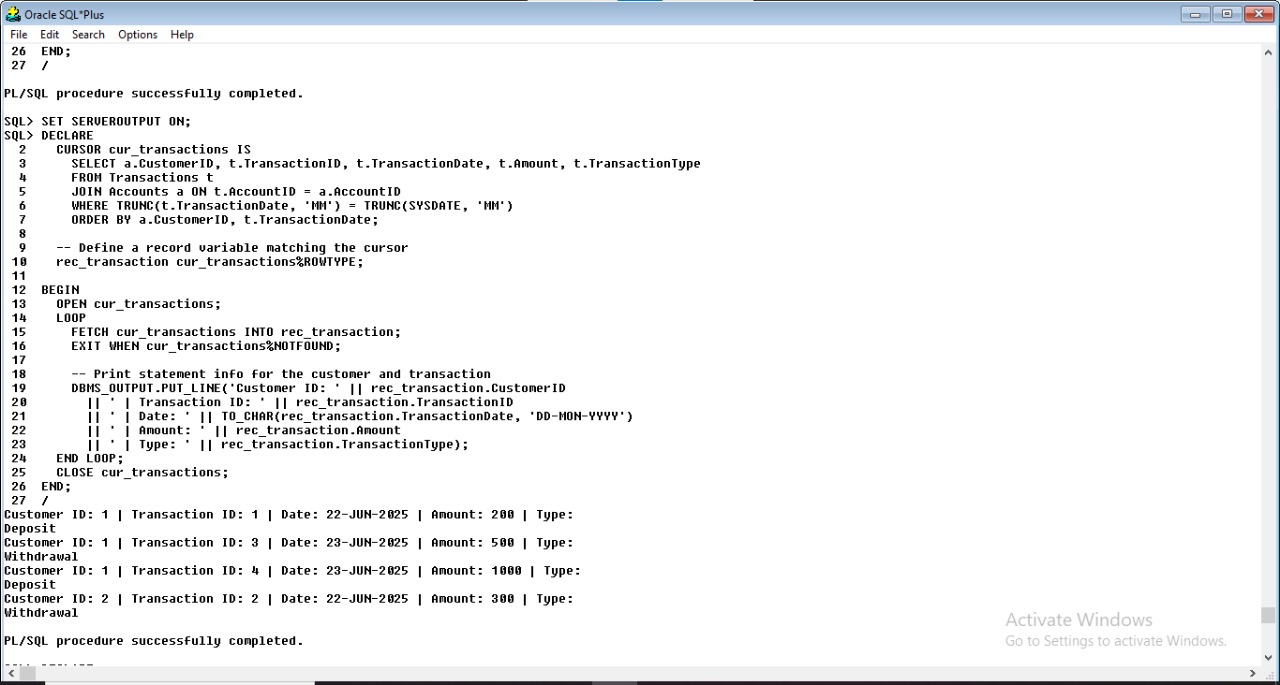 Oracle SQL*Plus
File Edit Search Options Help
26 END;
27 /
PL/SQL procedure successfully completed.
SQL> SET SERVEROUTPUT ON;
SQL> DECLARE
2 CURSOR cur_transactions IS
3 SELECT a.CustomerID, t.TransactionID, t.TransactionDate, t.Amount, t.TransactionType
4 FROM Transactions t
5 JOIN Accounts a ON t.AccountID = a.AccountID
6 WHERE TRUNC(t.TransactionDate, 'MM') = TRUNC(SYSDATE, 'MM')
7 ORDER BY a.CustomerID, t.TransactionDate;
8
9 -- Define a record variable matching the cursor
10 rec_transaction cur_transactions%ROWTYPE;
11
12 BEGIN
13 OPEN cur_transactions;
14 LOOP
15 FETCH cur_transactions INTO rec_transaction;
16 EXIT WHEN cur_transactions%NOTFOUND;
17
18 -- Print statement info for the customer and transaction
19 DBMS_OUTPUT.PUT_LINE('Customer ID: ' || rec_transaction.CustomerID
20 || ' | Transaction ID: ' || rec_transaction.TransactionID
21 || ' | Date: ' || TO_CHAR(rec_transaction.TransactionDate, 'DD-MON-YYYY')
22 || ' | Amount: ' || rec_transaction.Amount
23 || ' | Type: ' || rec_transaction.TransactionType);
24 END LOOP;
25 CLOSE cur_transactions;
26 END;
27 /
Customer ID: 1 | Transaction ID: 1 | Date: 22-JUN-2025 | Amount: 200 | Type:
Deposit
Customer ID: 1 | Transaction ID: 3 | Date: 23-JUN-2025 | Amount: 500 | Type:
Withdrawal
Customer ID: 1 | Transaction ID: 4 | Date: 23-JUN-2025 | Amount: 1000 | Type:
Deposit
Customer ID: 2 | Transaction ID: 2 | Date: 22-JUN-2025 | Amount: 300 | Type:
Withdrawal
PL/SQL procedure successfully completed.
Activate Windows
Go to Settings to activate Windows.